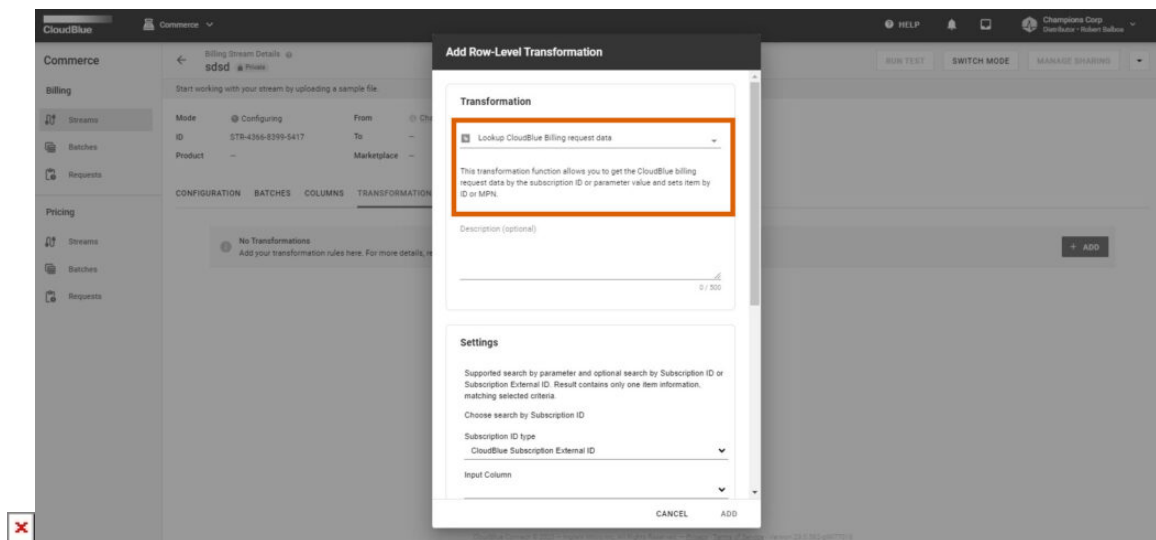 CloudBlue
Commerce
HELP
Champions Corp
Distributor - Robert Balboa
Commerce
Billing
Streams
Batches
Requests
Pricing
Streams
Batches
Requests
Billing Stream Details
sdsd Private
RUN TEST SWITCH MODE MANAGE SHARING
Start working with your stream by uploading a sample file.
Mode Configuring From
ID STR-4366-5399-5417 To –
Product – Marketplace –
CONFIGURATION BATCHES COLUMNS TRANSFORMATION
No Transformations
Add your transformation rules here. For more details,
+ ADD
Add Row-Level Transformation
Transformation
Lookup CloudBlue Billing request data
This transformation function allows you to get the CloudBlue billing
request data by the subscription ID or parameter value and sets item by
ID or MPN.
Description (optional)
0 / 300
Settings
Supported search by parameter and optional search by Subscription ID or
Subscription External ID. Result contains only one item information,
matching selected criteria.
Choose search by Subscription ID
Subscription ID type
CloudBlue Subscription External ID
Input Column
CANCEL ADD